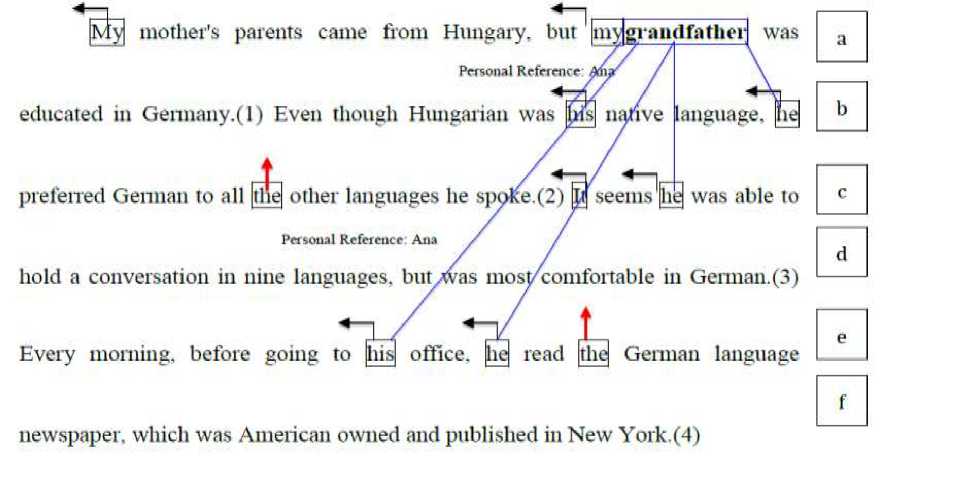 My mother's parents came from Hungary, but my grandfather was
a
Personal Reference: Ana
educated in Germany.(1) Even though Hungarian was his native language, he
b
preferred German to all the other languages he spoke.(2) It seems he was able to
c
Personal Reference: Ana
d
hold a conversation in nine languages, but was most comfortable in German.(3)
Every morning, before going to his office, he read the German language
e
f
newspaper, which was American owned and published in New York.(4)